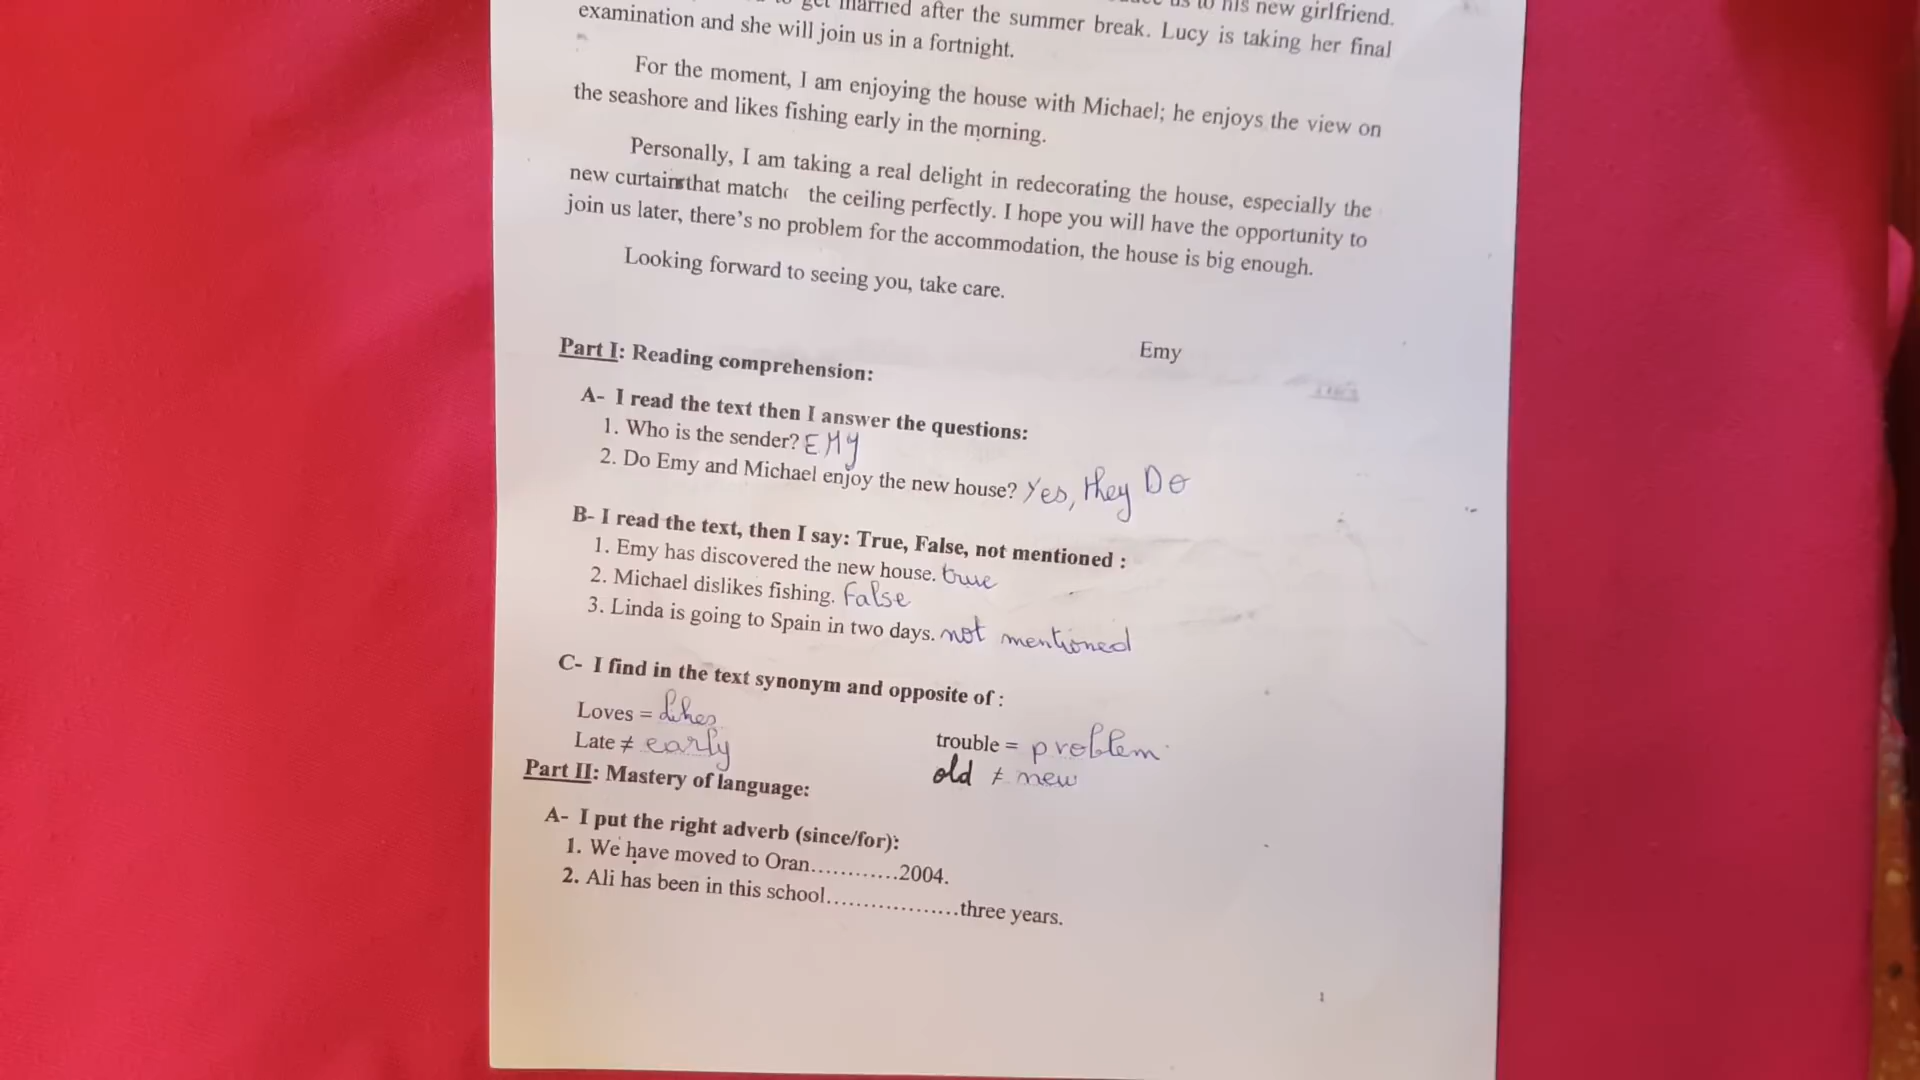 get married after the summer break. Lucy is taking her final
us to his new girlfriend.
examination and she will join us in a fortnight.
For the moment, I am enjoying the house with Michael; he enjoys the view on
the seashore and likes fishing early in the morning.
Personally, I am taking a real delight in redecorating the house, especially the
new curtains that match the ceiling perfectly. I hope you will have the opportunity to
join us later, there's no problem for the accommodation, the house is big enough.
Looking forward to seeing you, take care.
Emy
Part I: Reading comprehension:
A- I read the text then I answer the questions:
1. Who is the sender? EMY
2. Do Emy and Michael enjoy the new house? Yes, they Do
B- I read the text, then I say: True, False, not mentioned :
1. Emy has discovered the new house. true
2. Michael dislikes fishing. False
3. Linda is going to Spain in two days. not mentioned
C- I find in the text synonym and opposite of :
Loves = likes
trouble = problem
Late ≠ early
old ≠ new
Part II: Mastery of language:
A- I put the right adverb (since/for):
1. We have moved to Oran............2004.
2. Ali has been in this school..................three years.
1